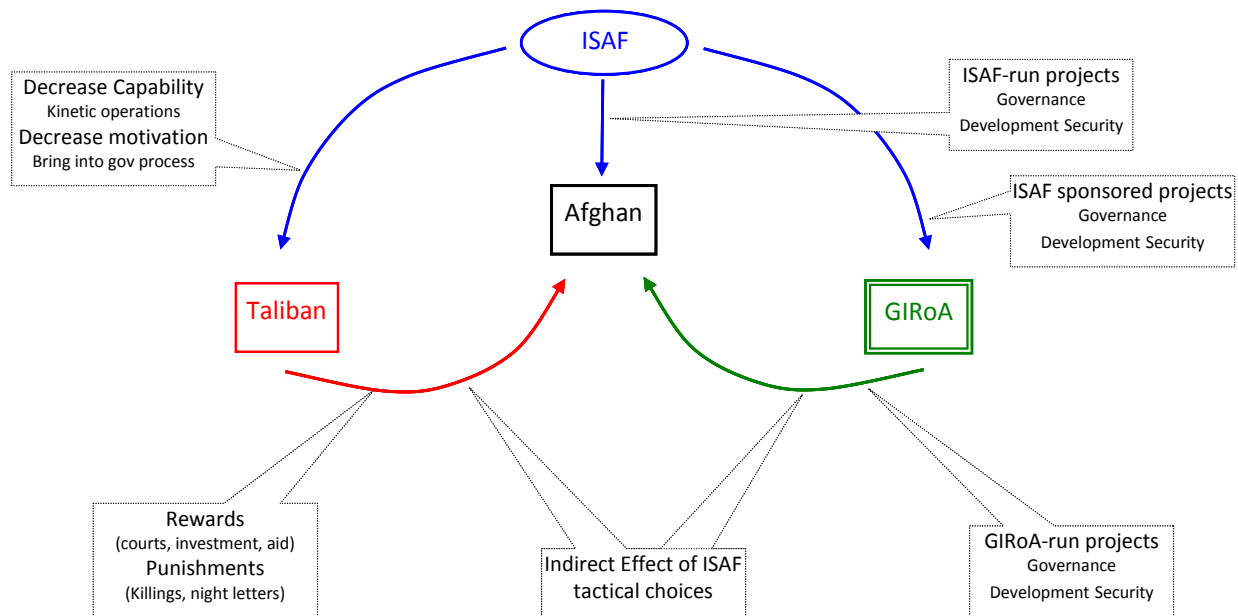 ISAF
Decrease Capability
Kinetic operations
Decrease motivation
Bring into gov process
ISAF-run projects
Governance
Development Security
ISAF sponsored projects
Governance
Development Security
Afghan
Taliban
GIRoA
Rewards
(courts, investment, aid)
Punishments
(Killings, night letters)
Indirect Effect of ISAF
tactical choices
GIRoA-run projects
Governance
Development Security